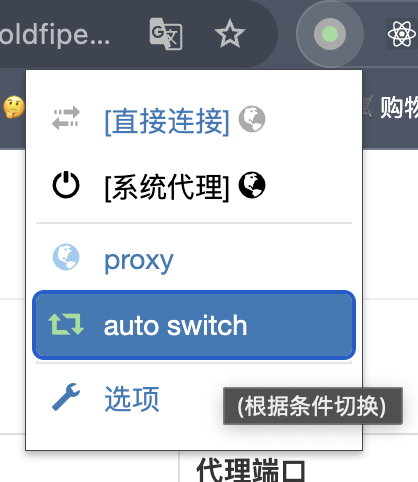 oldfipe...
购物
[直接连接]
[系统代理]
proxy
auto switch
选项
(根据条件切换)
代理端口